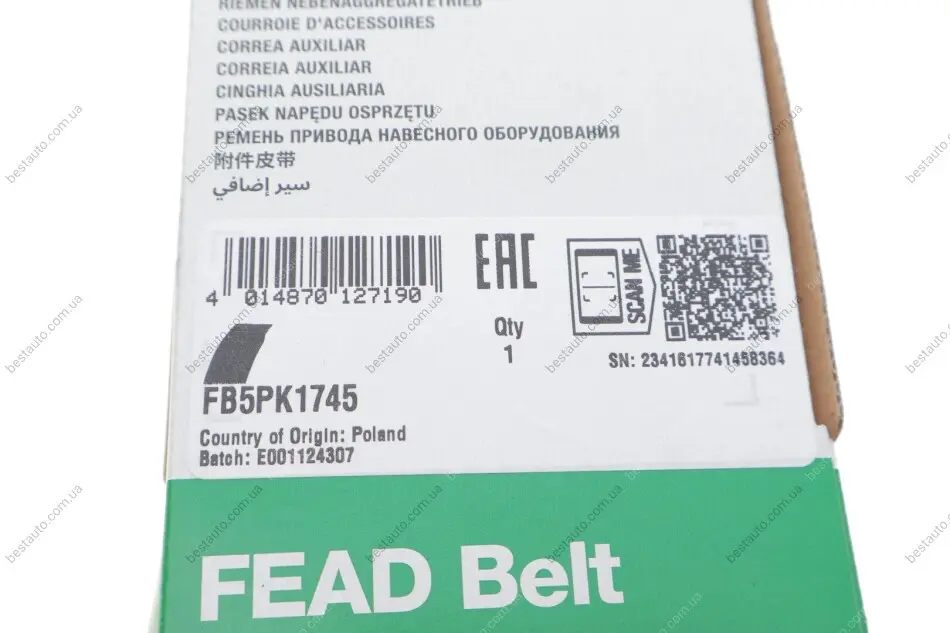 RIEMEN NEBENAGGREGATETRIEB
COURROIE D'ACCESSOIRES
CORREA AUXILIAR
CORREIA AUXILIAR
CINGHIA AUSILIARIA
PASEK NAPĘDU OSPRZĘTU
РЕМЕНЬ ПРИВОДА НАВЕСНОГО ОБОРУДОВАНИЯ
附件皮带
سير إضافي
4 014870 127190
EAC
SCAN ME
Qty
1
SN: 2341617741458364
FB5PK1745
Country of Origin: Poland
Batch: E001124307
FEAD Belt
bestauto.com.ua